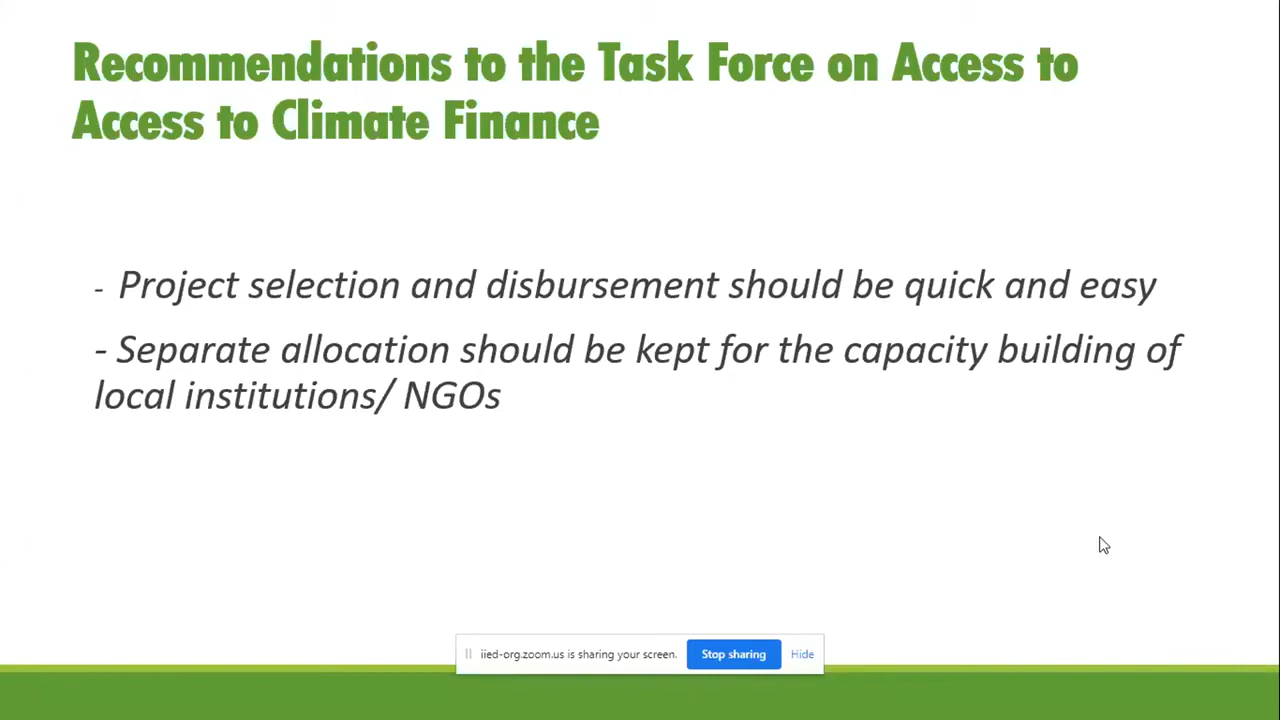 Recommendations to the Task Force on Access to
Access to Climate Finance
- Project selection and disbursement should be quick and easy
- Separate allocation should be kept for the capacity building of
local institutions/ NGOs
iied-org.zoom.us is sharing your screen. Stop sharing Hide